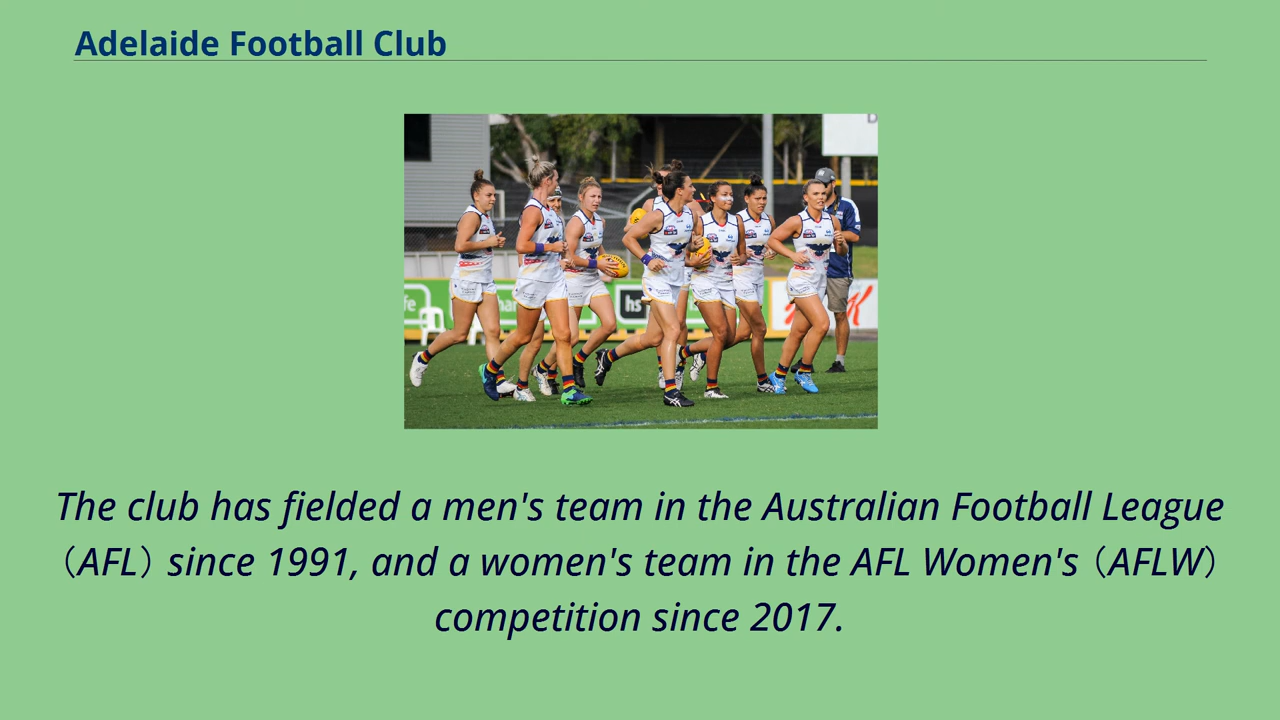 Adelaide Football Club
hs
The club has fielded a men's team in the Australian Football League
（AFL）since 1991, and a women's team in the AFL Women's（AFLW）
competition since 2017.